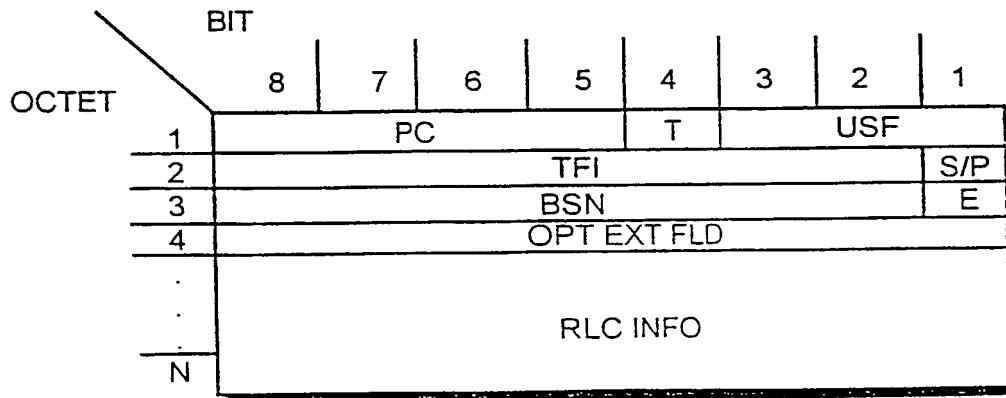 BIT
OCTET 8 7 6 5 4 3 2 1
1 PC T USF
2 TFI S/P
3 BSN E
4 OPT EXT FLD
.
.
. RLC INFO
N